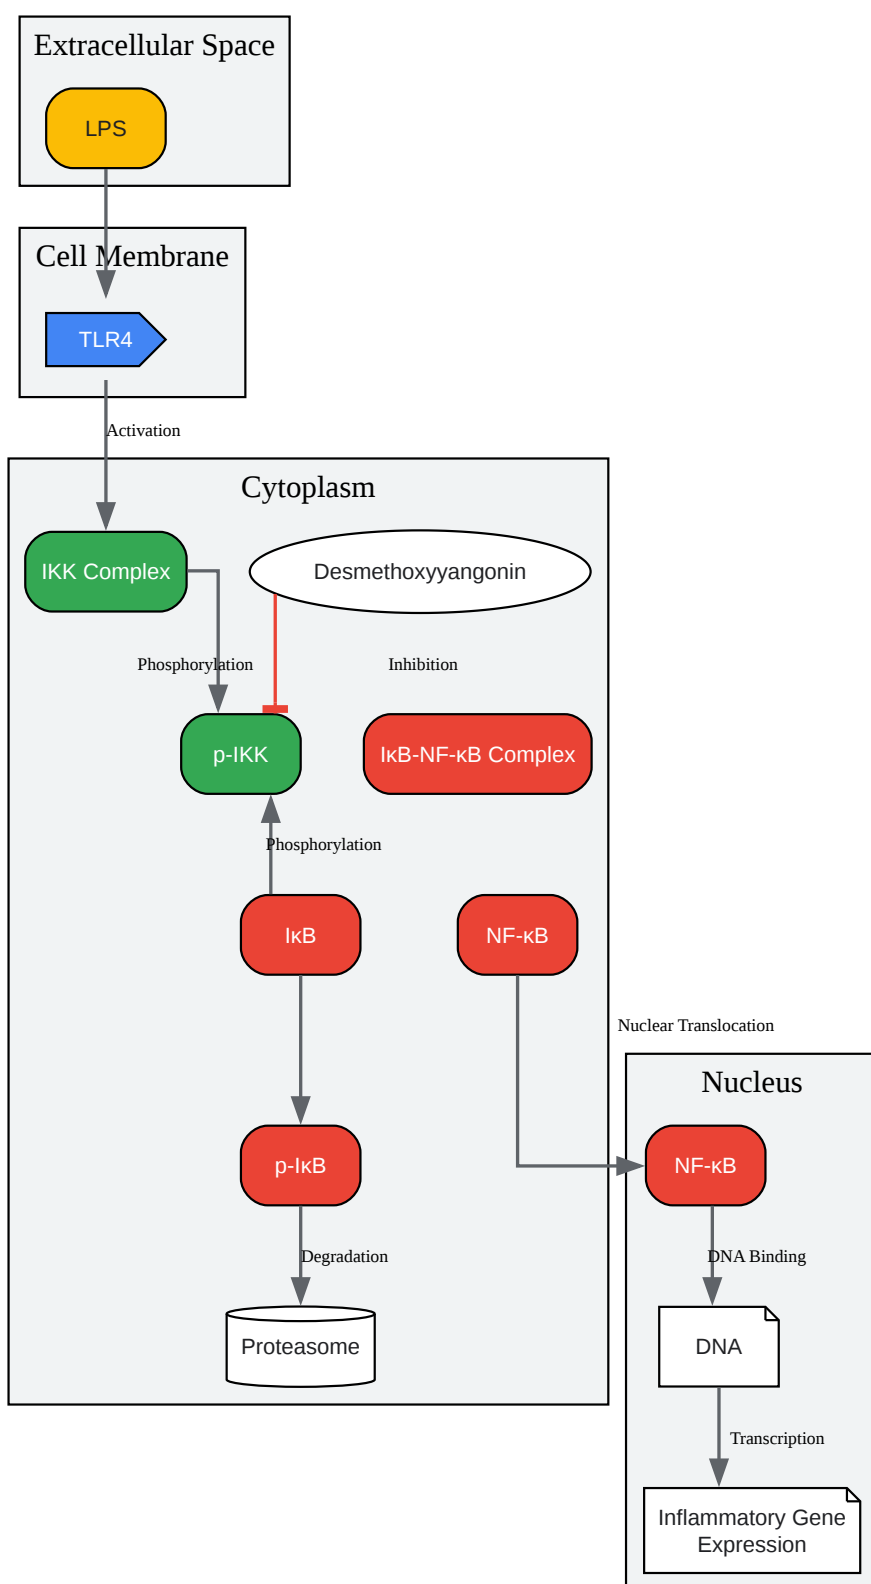 Extracellular Space
LPS
Cell Membrane
TLR4
Activation
Cytoplasm
IKK Complex
Desmethoxyyangonin
Phosphorylation
Inhibition
p-IKK
IκB-NF-κB Complex
Phosphorylation
IκB
NF-κB
Nuclear Translocation
Nucleus
p-IκB
NF-κB
Degradation
DNA Binding
Proteasome
DNA
Transcription
Inflammatory Gene
Expression